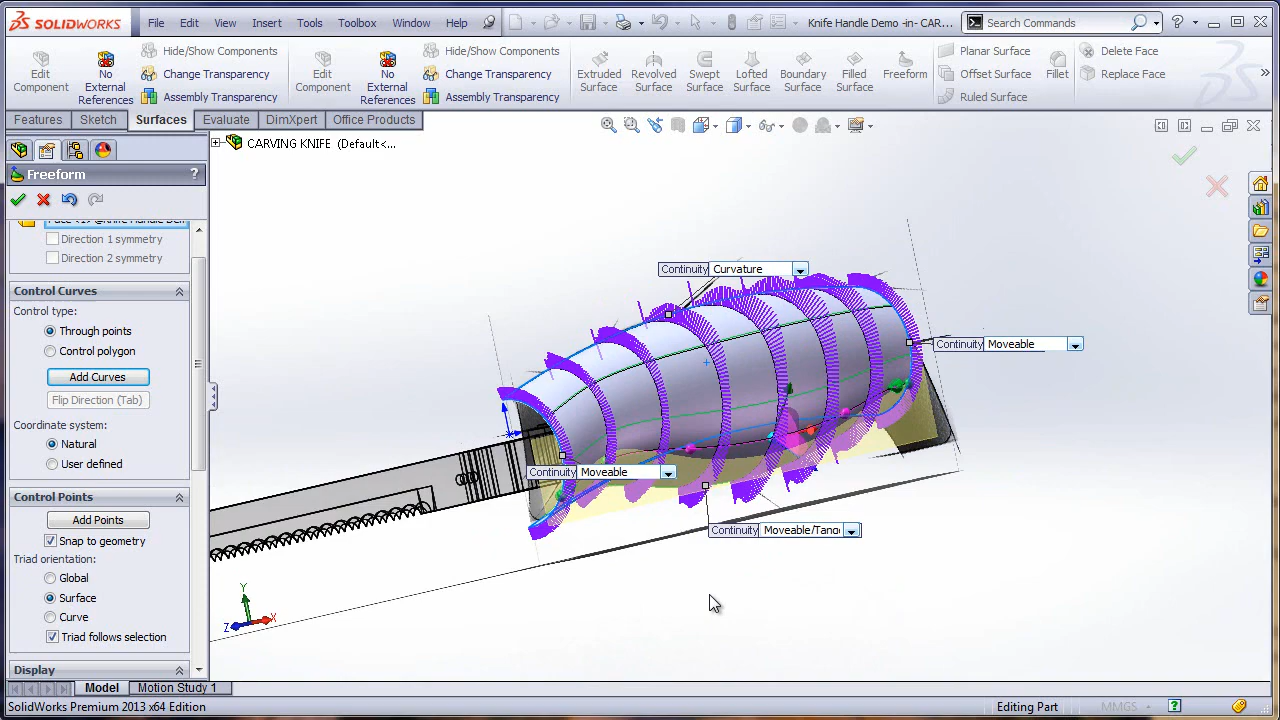 SOLIDWORKS File Edit View Insert Tools Toolbox Window Help Knife Handle Demo -in- CAR... Search Commands
Edit Component
No External References
Hide/Show Components
Change Transparency
Assembly Transparency
Edit Component
No External References
Hide/Show Components
Change Transparency
Assembly Transparency
Extruded Surface
Revolved Surface
Swept Surface
Lofted Surface
Boundary Surface
Filled Surface
Freeform
Planar Surface
Offset Surface
Ruled Surface
Fillet
Delete Face
Replace Face
Features Sketch Surfaces Evaluate DimXpert Office Products
CARVING KNIFE (Default<...
Freeform ?
Direction 1 symmetry
Direction 2 symmetry
Control Curves
Control type:
Through points
Control polygon
Add Curves
Flip Direction (Tab)
Coordinate system:
Natural
User defined
Control Points
Add Points
Snap to geometry
Triad orientation:
Global
Surface
Curve
Triad follows selection
Display
Continuity Curvature
Continuity Moveable
Continuity Moveable
Continuity Moveable/Tang
Y
X
Z
Model Motion Study 1
SolidWorks Premium 2013 x64 Edition Editing Part MMGS